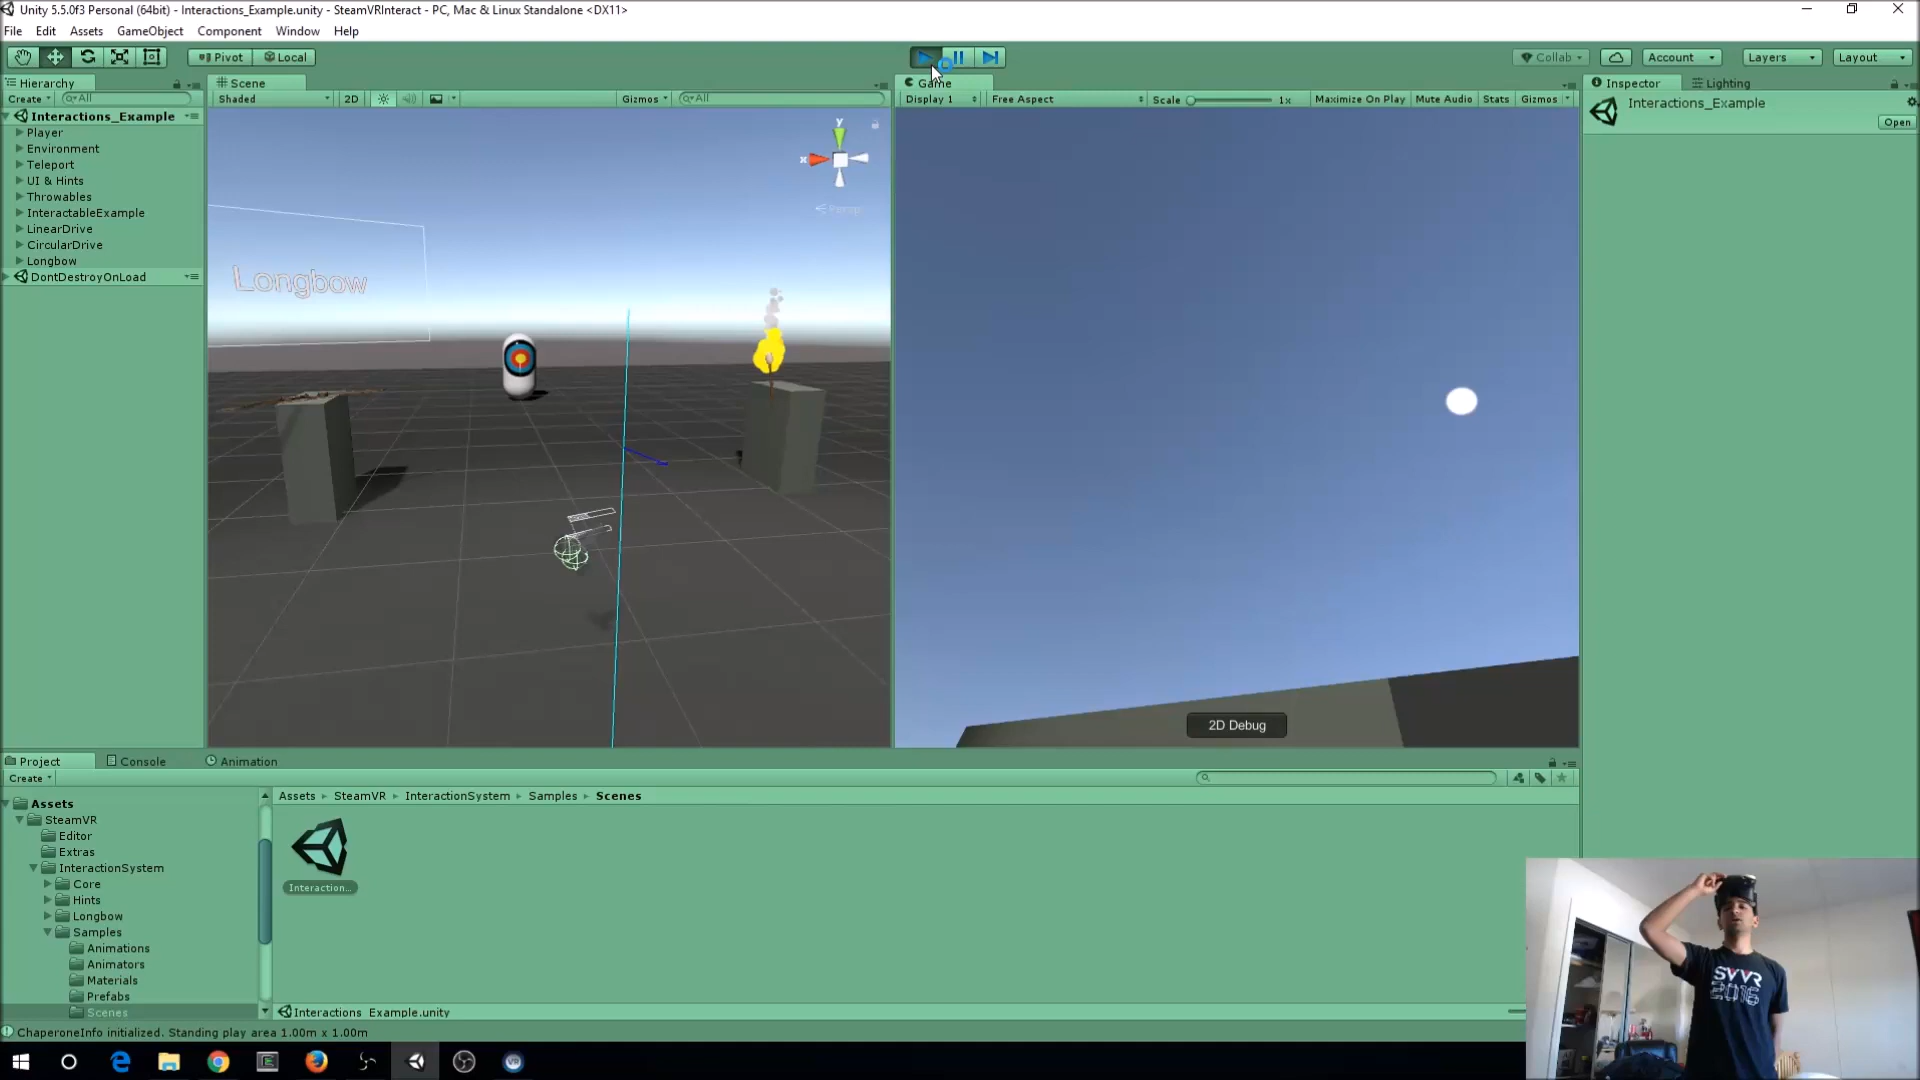 Unity 5.5.0f3 Personal (64bit) - Interactions_Example.unity - SteamVRInteract - PC, Mac & Linux Standalone <DX11>
File Edit Assets GameObject Component Window Help
Pivot Local Collab Account Layers Layout
Hierarchy
Create All
Interactions_Example
Player
Embodiment
Teleport
UI & Hints
Throwables
InteractableExample
LinearDrive
CircularDrive
Longbow
DontDestroyOnLoad
Scene
Shaded 2D Gizmos All
y
x
Persp
Longbow
Game
Display 1 Free Aspect Scale 1x Maximize On Play Mute Audio Stats Gizmos
2D Debug
Inspector Lighting
Interactions_Example
Open
Project Console Animation
Create
Assets
SteamVR
Editor
Extras
InteractionSystem
Core
Hints
Longbow
Samples
Animations
Animators
Materials
Prefabs
Scenes
Assets SteamVR InteractionSystem Samples Scenes
Interaction...
Interactions_Example.unity
ChaperoneInfo initialized. Standing play area 1.00m x 1.00m
SVVR
2016